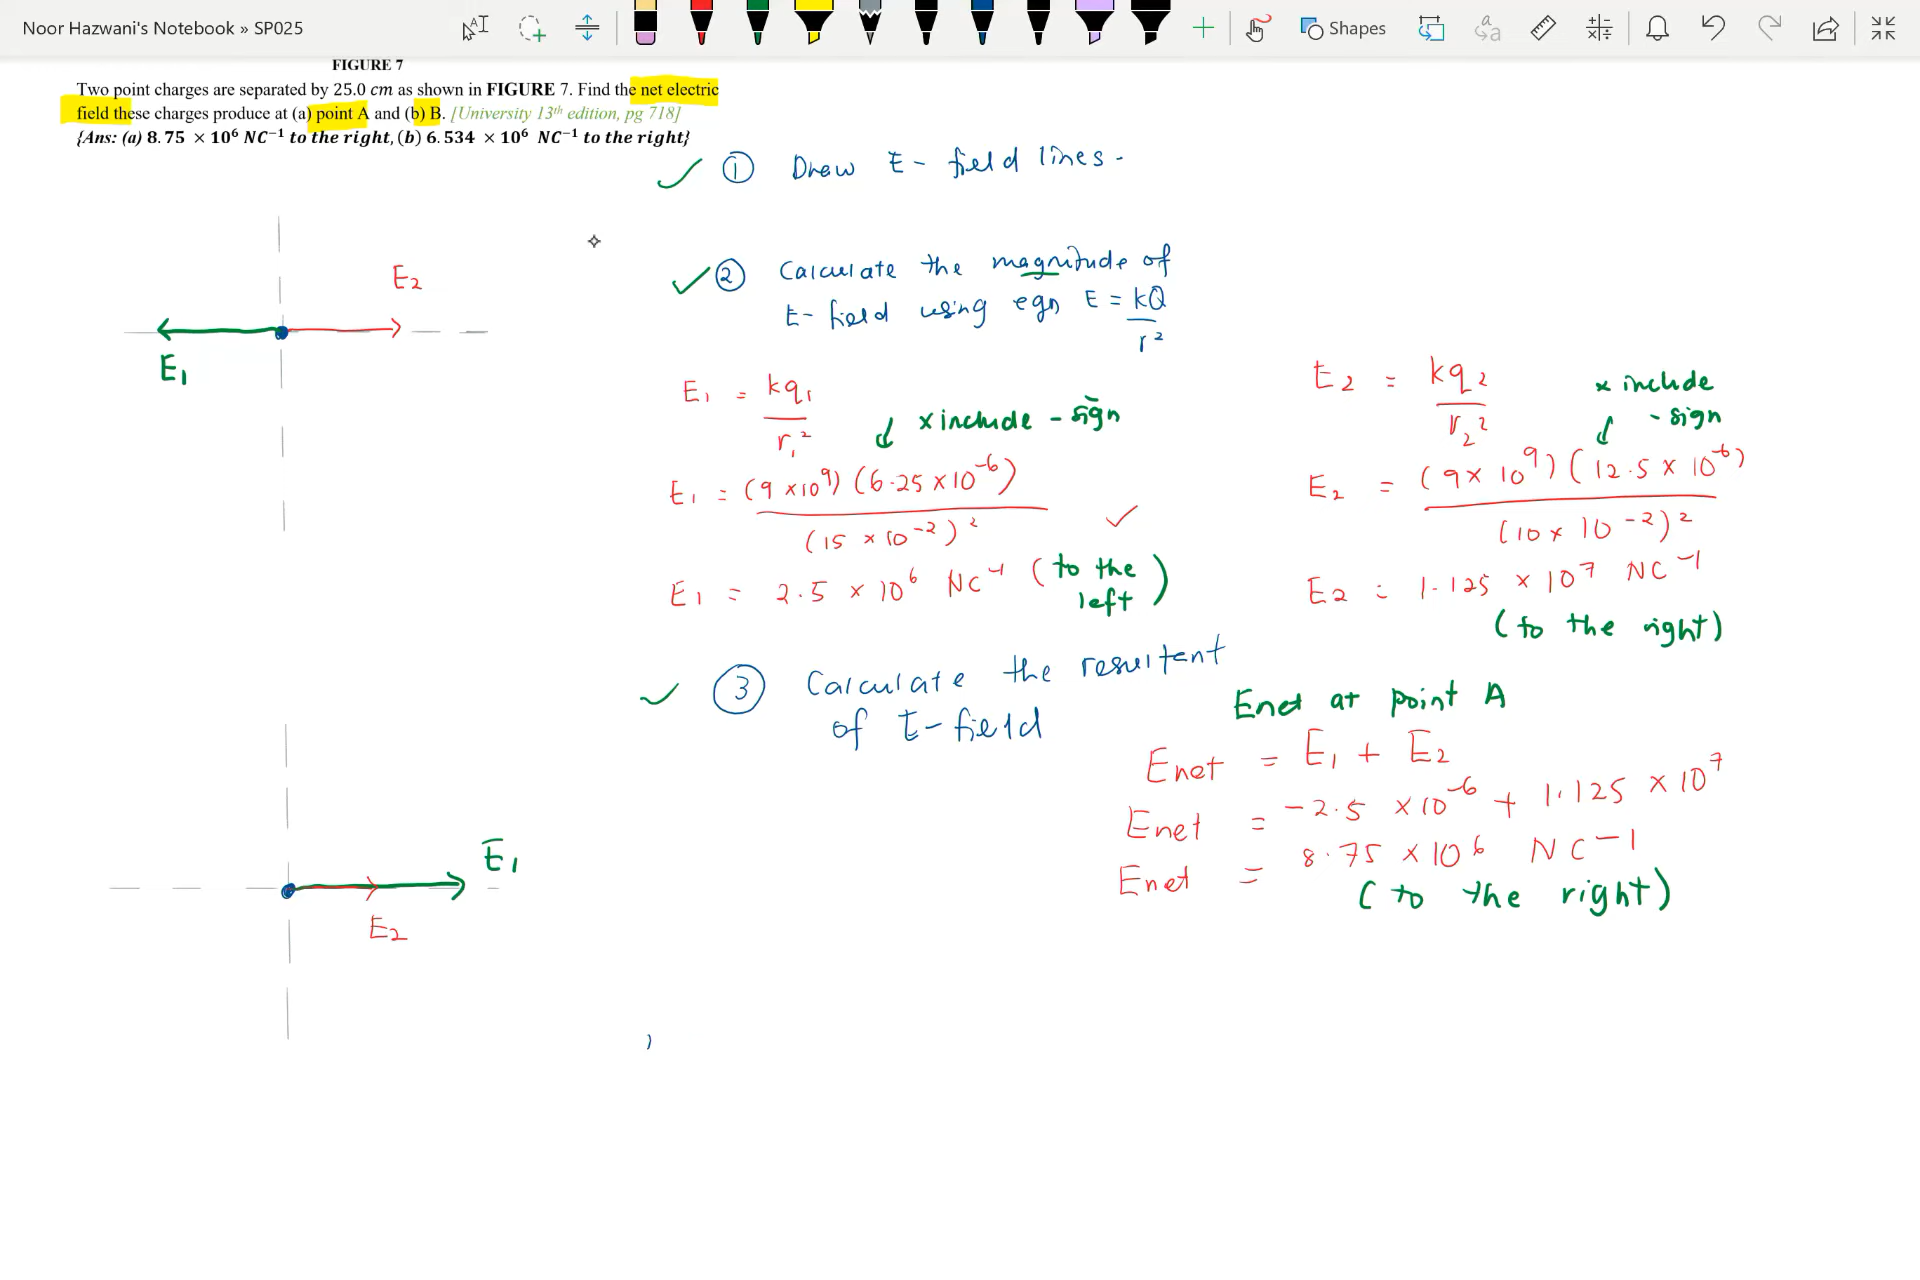 Noor Hazwani's Notebook » SP025
Shapes
FIGURE 7
Two point charges are separated by 25.0 cm as shown in FIGURE 7. Find the net electric
field these charges produce at (a) point A and (b) B. [University 13th edition, pg 718]
{Ans: (a) 8.75 × 10⁶ NC⁻¹ to the right, (b) 6.534 × 10⁶ NC⁻¹ to the right}
✓ ① Draw E - field lines.
E₂
E₁
✓ ② Calculate the magnitude of
E - field using eqn E = kQ
r²
E₁ = kq₁
r₁²
↓ x include - sign
E₁ = (9 × 10⁹) (6.25 × 10⁻⁶)
(15 × 10⁻²)² ✓
E₁ = 2.5 × 10⁶ NC⁻¹ (to the
left)
E₂ = kq₂
r₂²
x include
↓ - sign
E₂ = (9 × 10⁹) (12.5 × 10⁻⁶)
(10 × 10⁻²)²
E₂ = 1.125 × 10⁷ NC⁻¹
(to the right)
✓ ③ Calculate the resultant
of E - field
Enet at point A
Enet = E₁ + E₂
Enet = -2.5 × 10⁻⁶ + 1.125 × 10⁷
Enet = 8.75 × 10⁶ NC⁻¹
(to the right)
E₁
E₂